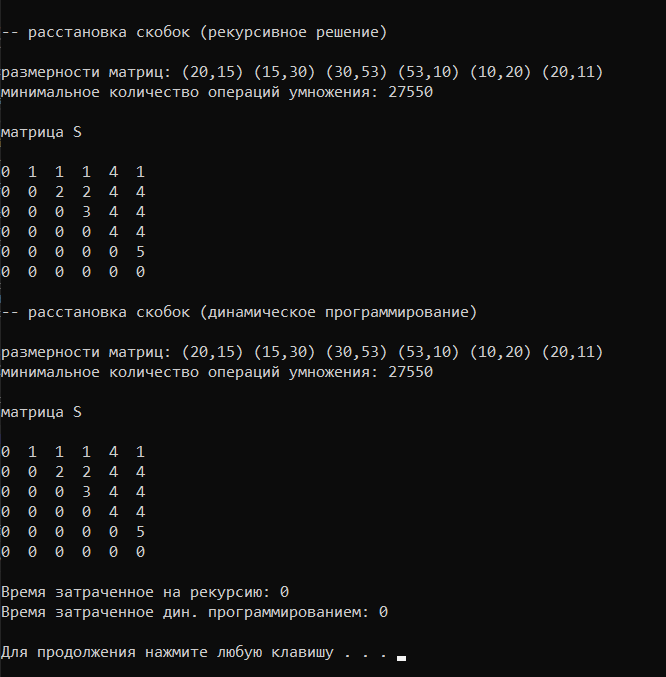 -- расстановка скобок (рекурсивное решение)
размерности матриц: (20,15) (15,30) (30,53) (53,10) (10,20) (20,11)
минимальное количество операций умножения: 27550
матрица S
0 1 1 1 4 1
0 0 2 2 4 4
0 0 0 3 4 4
0 0 0 0 4 4
0 0 0 0 0 5
0 0 0 0 0 0
-- расстановка скобок (динамическое программирование)
размерности матриц: (20,15) (15,30) (30,53) (53,10) (10,20) (20,11)
минимальное количество операций умножения: 27550
матрица S
0 1 1 1 4 1
0 0 2 2 4 4
0 0 0 3 4 4
0 0 0 0 4 4
0 0 0 0 0 5
0 0 0 0 0 0
Время затраченное на рекурсию: 0
Время затраченное дин. программированием: 0
Для продолжения нажмите любую клавишу . . .